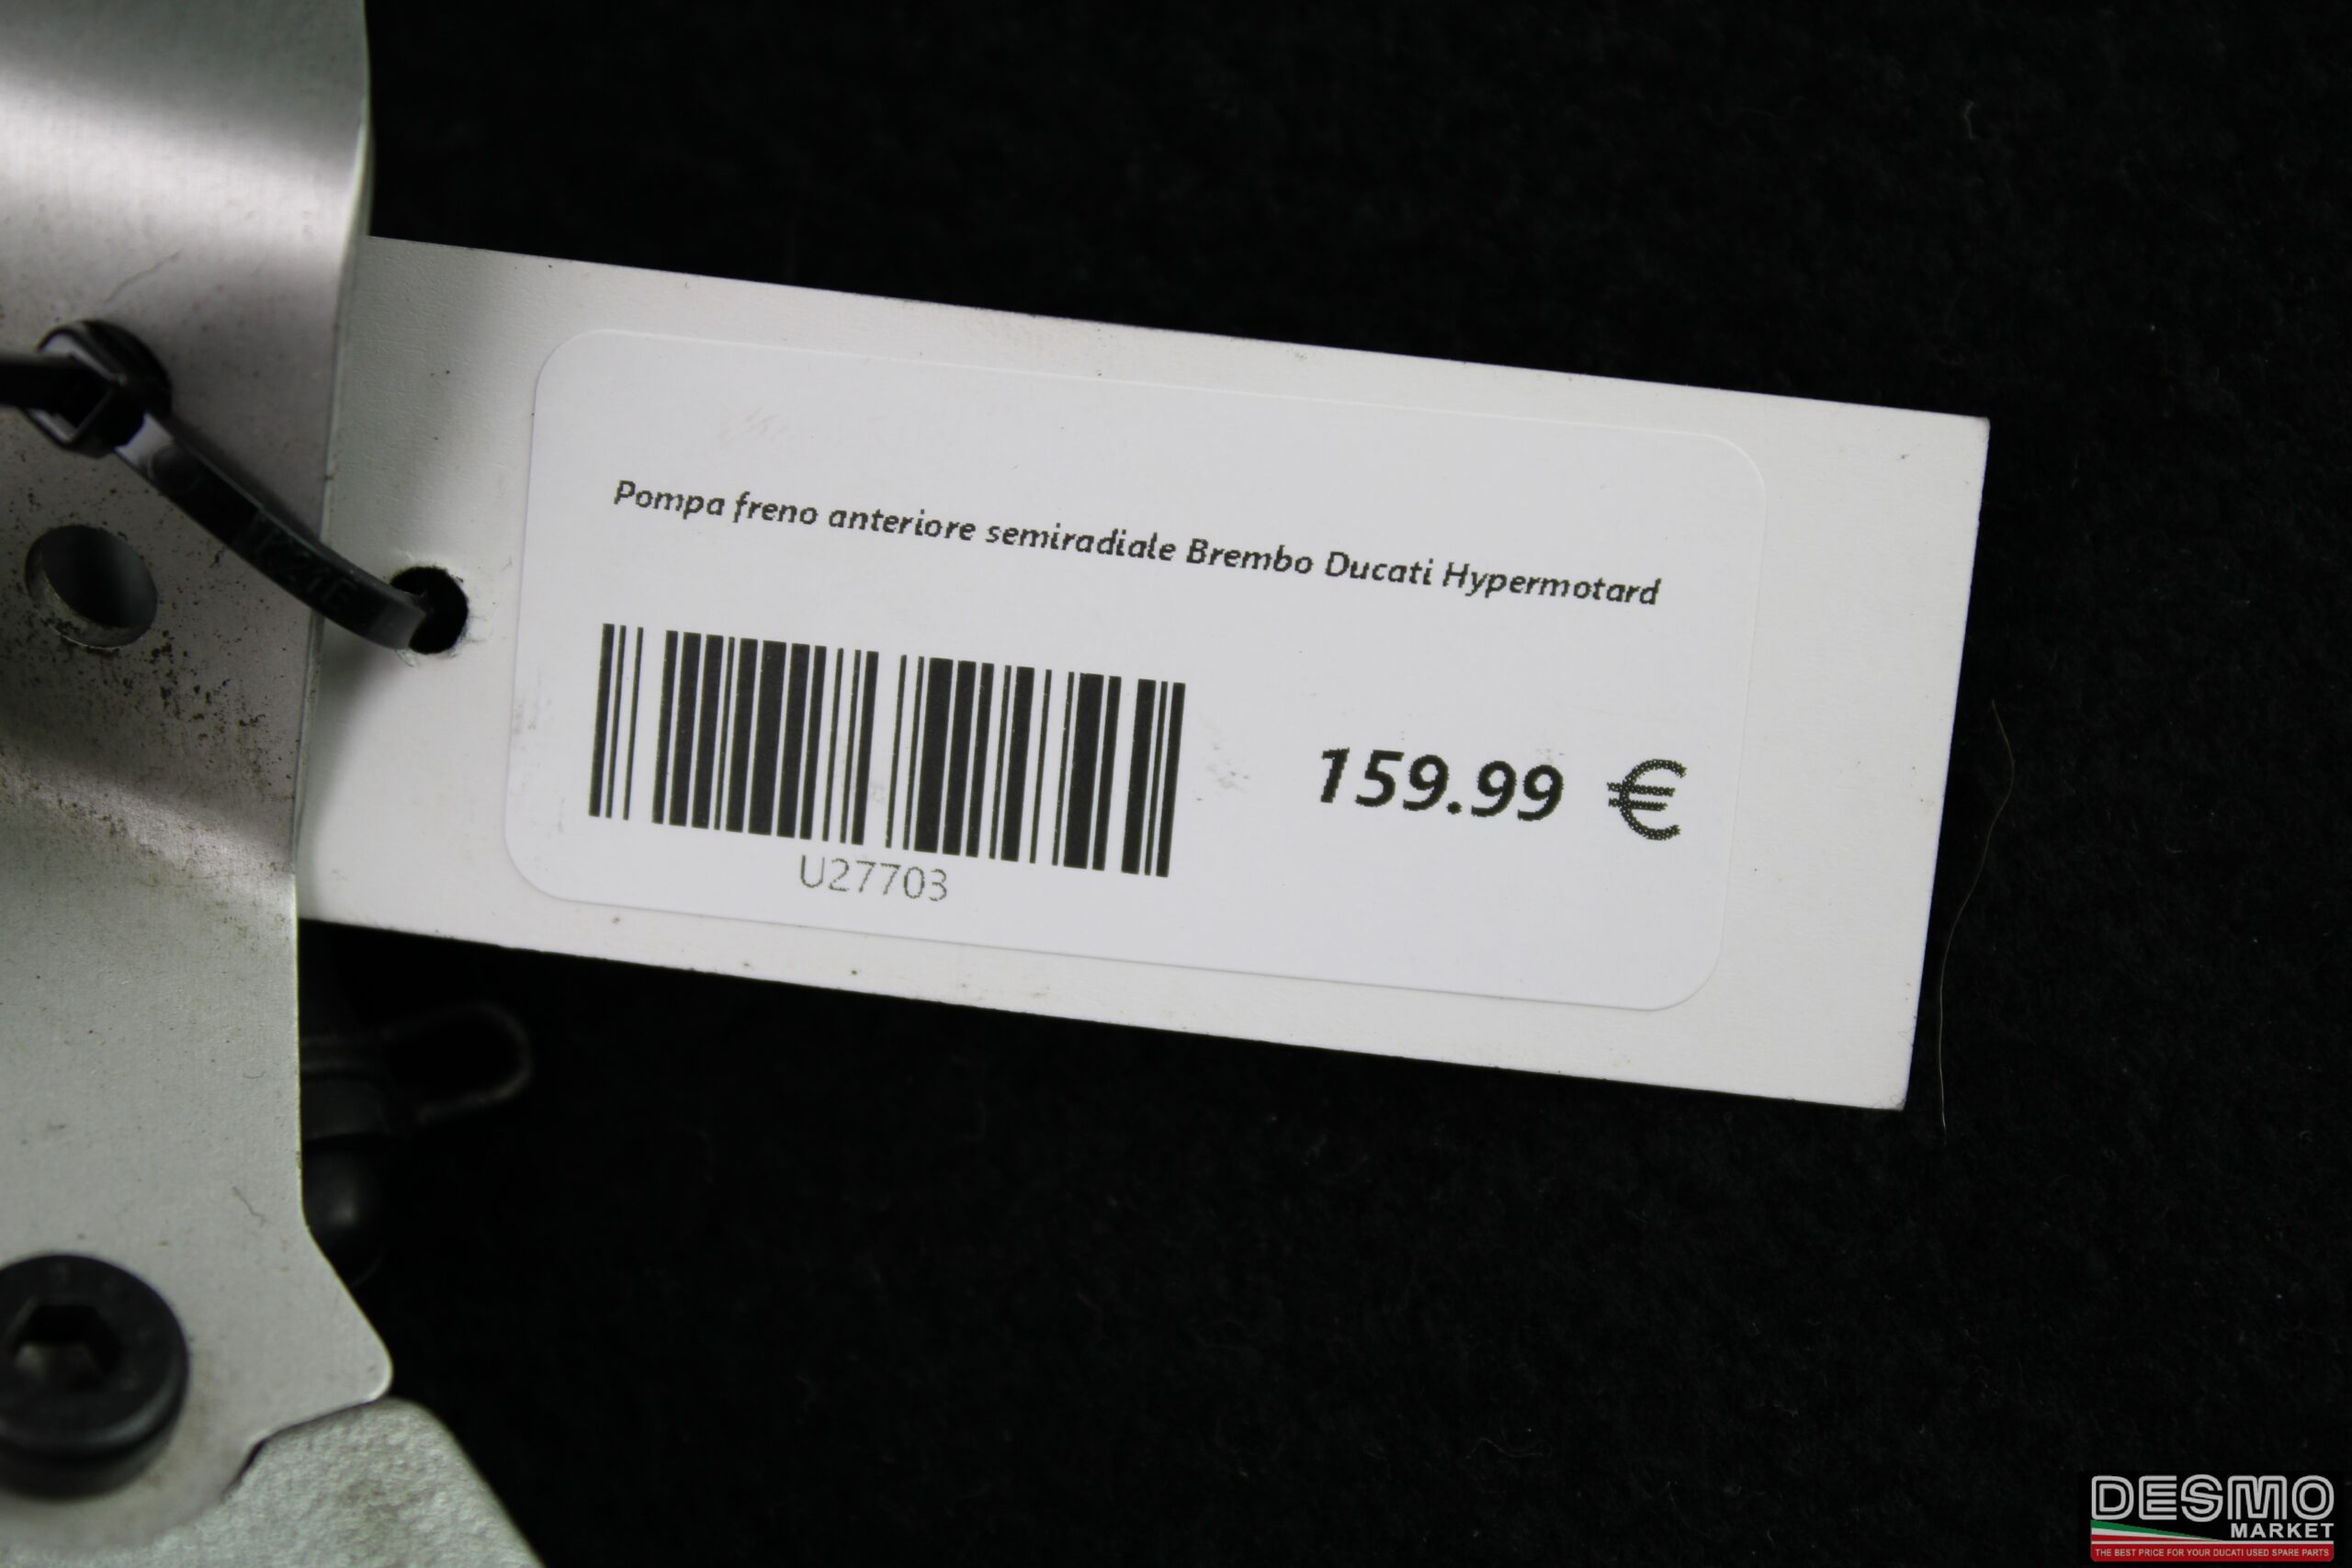 Pompa freno anteriore semiradiale Brembo Ducati Hypermotard
159.99 €
U27703
DESMO
MARKET
THE BEST PRICE FOR YOUR DUCATI USED SPARE PARTS